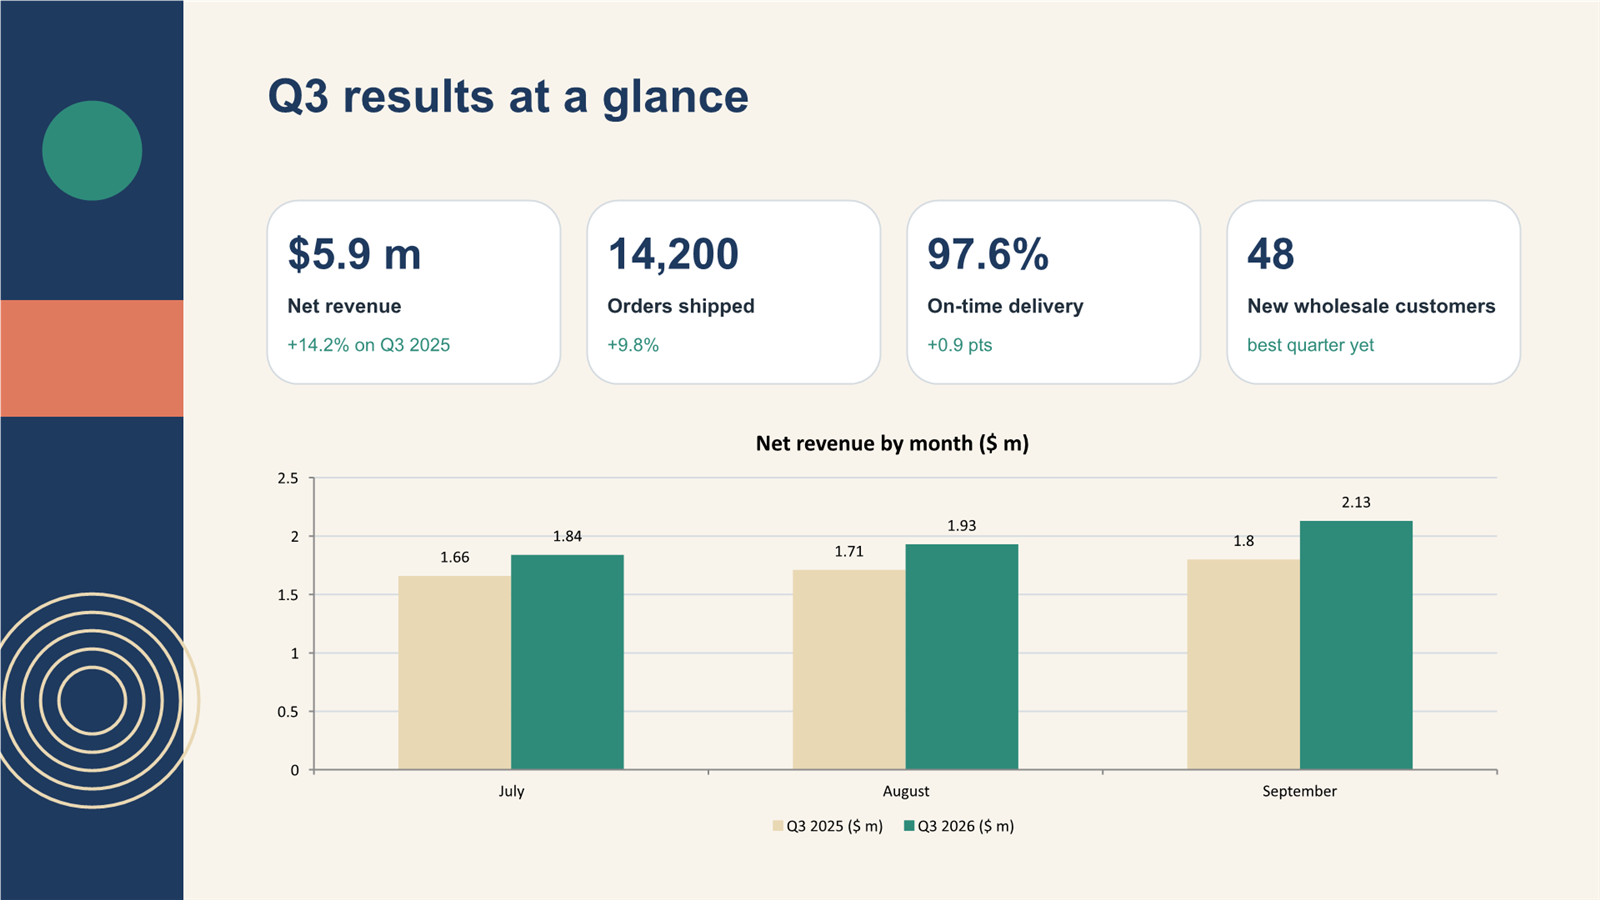 Q3 results at a glance
$5.9 m
Net revenue
+14.2% on Q3 2025
14,200
Orders shipped
+9.8%
97.6%
On-time delivery
+0.9 pts
48
New wholesale customers
best quarter yet
Net revenue by month ($ m)
2.5
2
1.5
1
0.5
0
1.66
1.84
1.71
1.93
1.8
2.13
July
August
September
Q3 2025 ($ m)
Q3 2026 ($ m)